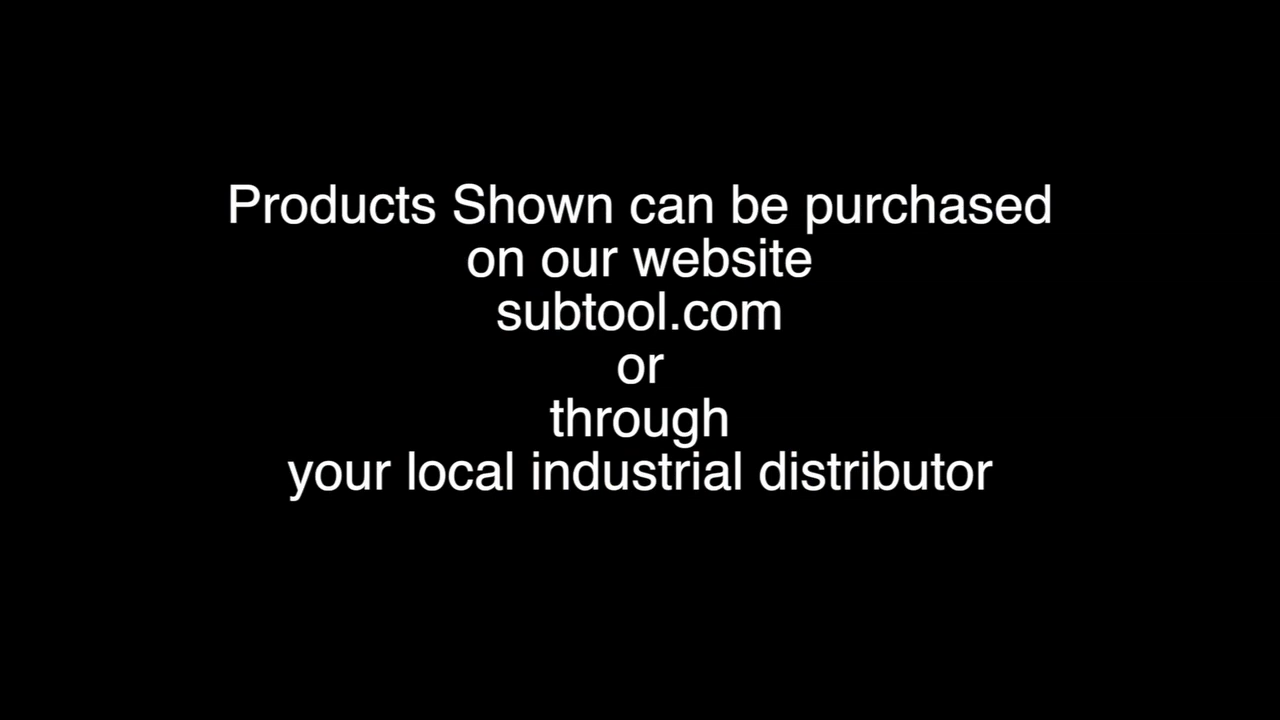 Products Shown can be purchased
on our website
subtool.com
or
through
your local industrial distributor